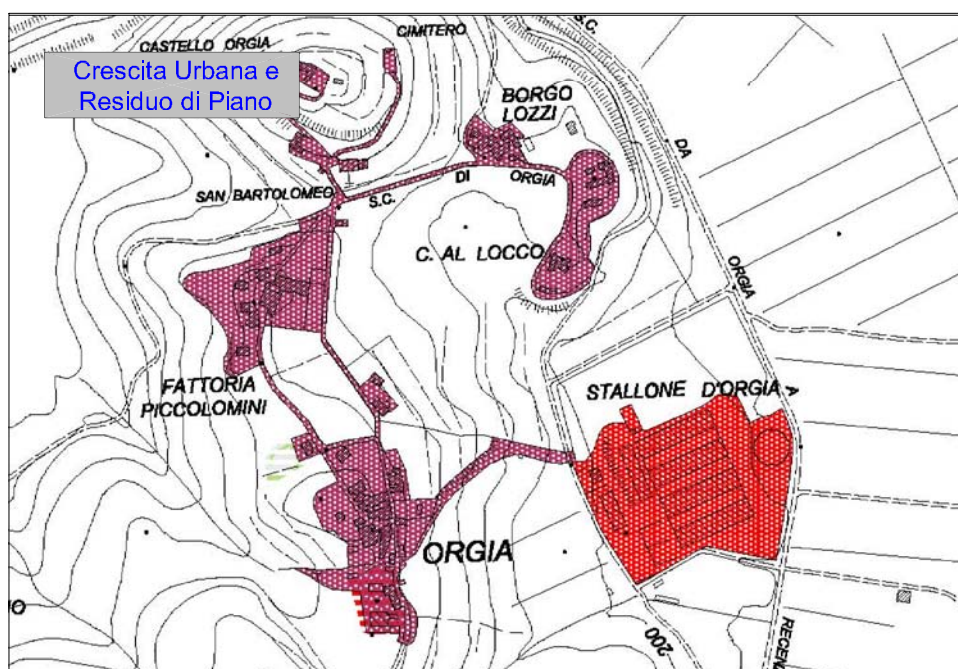 CASTELLO ORGIA
CIMITERO
S.C.
Crescita Urbana e
Residuo di Piano
BORGO
LOZZI
DA
DI ORGIA
SAN BARTOLOMEO
S.C.
C. AL LOCCO
ORGIA
FATTORIA
PICCOLOMINI
STALLONE D'ORGIA A
ORGIA
200